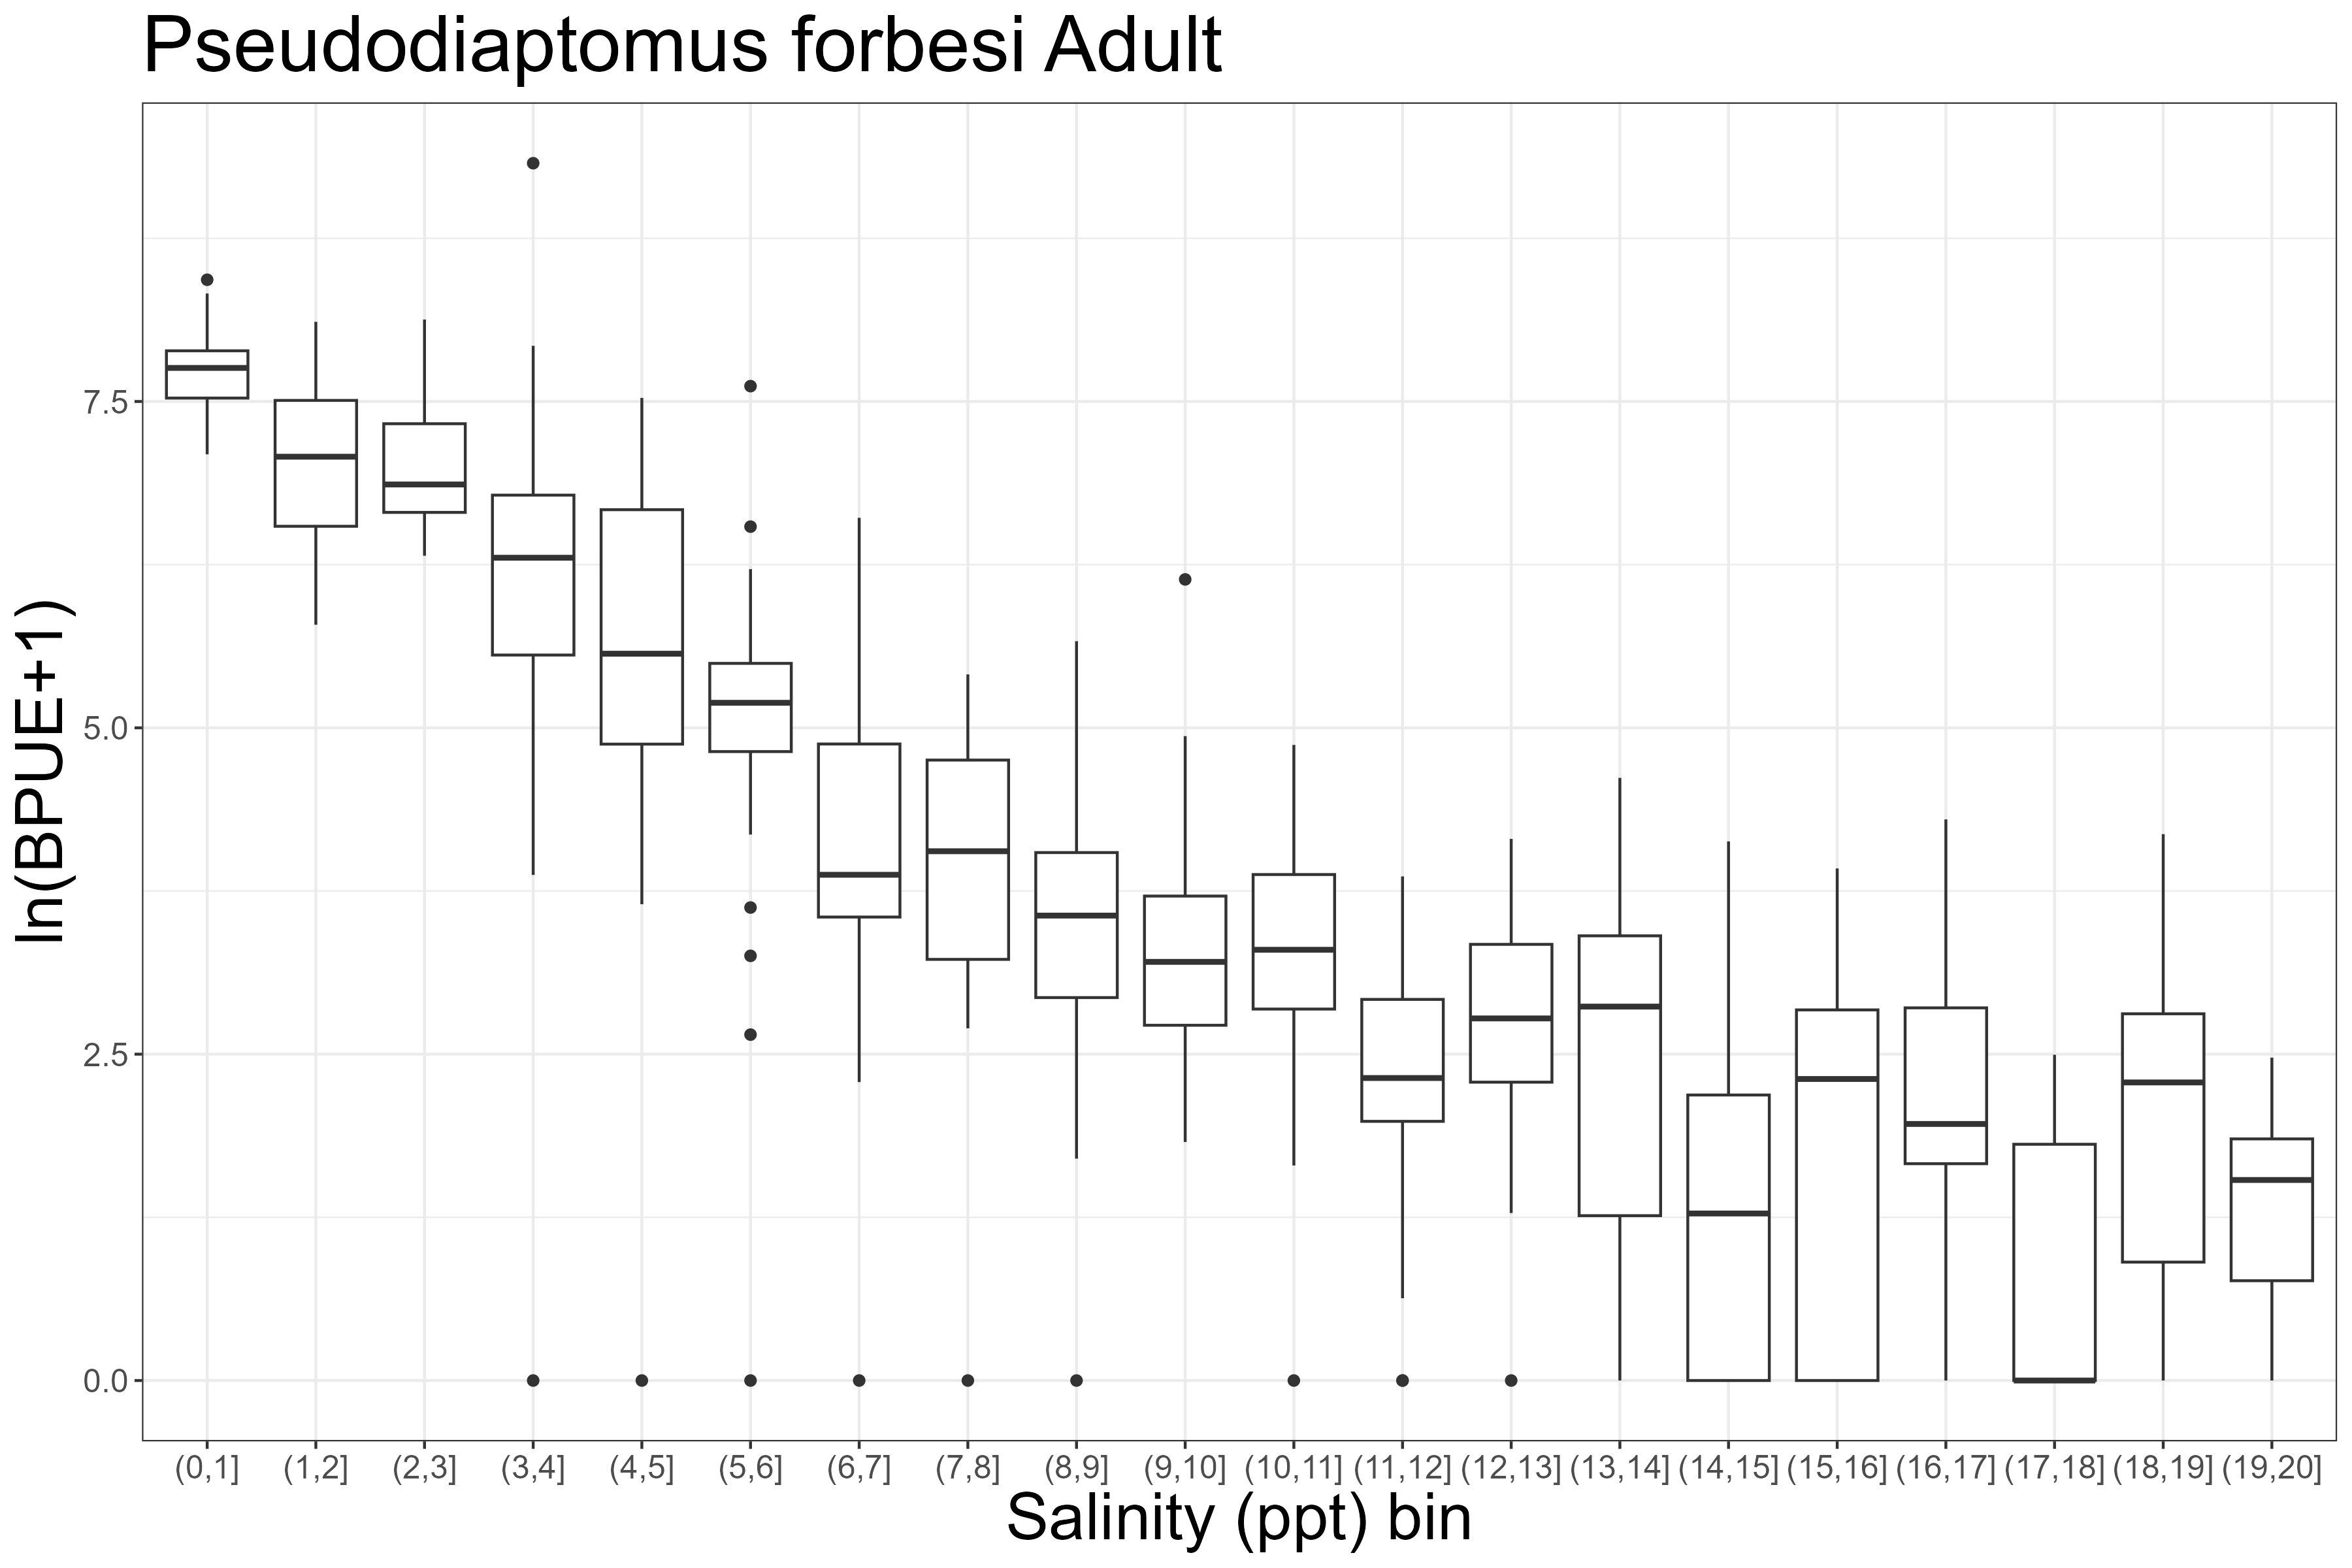 Pseudodiaptomus forbesi Adult
ln(BPUE+1)
7.5
5.0
2.5
0.0
(0,1] (1,2] (2,3] (3,4] (4,5] (5,6] (6,7] (7,8] (8,9] (9,10] (10,11] (11,12] (12,13] (13,14] (14,15] (15,16] (16,17] (17,18] (18,19] (19,20]
Salinity (ppt) bin